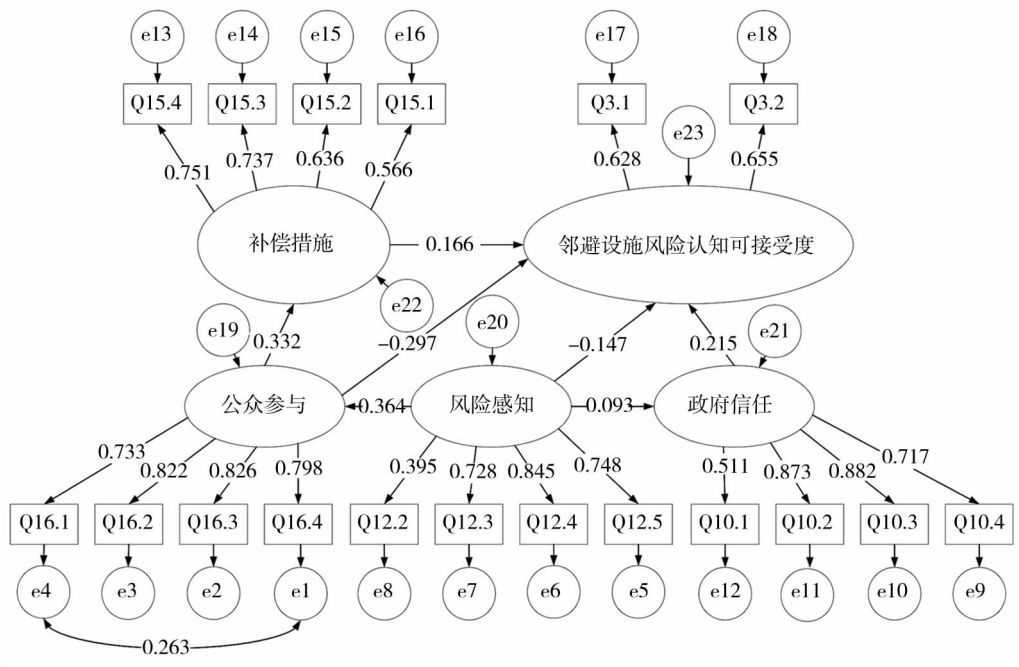 e13 e14 e15 e16 e17 e18
Q15.4 Q15.3 Q15.2 Q15.1 Q3.1 Q3.2
e23
0.751 0.737 0.636 0.566 0.628 0.655
补偿措施 0.166 邻避设施风险认知可接受度
e22
e19 e20 e21
0.332 -0.297 -0.147 0.215
公众参与 0.364 风险感知 0.093 政府信任
0.733 0.822 0.826 0.798 0.395 0.728 0.845 0.748 0.511 0.873 0.882 0.717
Q16.1 Q16.2 Q16.3 Q16.4 Q12.2 Q12.3 Q12.4 Q12.5 Q10.1 Q10.2 Q10.3 Q10.4
e4 e3 e2 e1 e8 e7 e6 e5 e12 e11 e10 e9
0.263